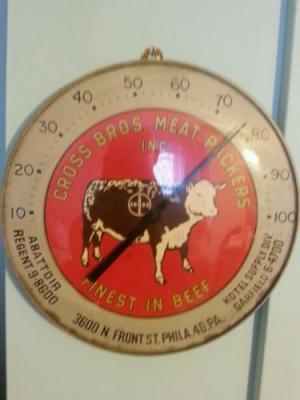 10
20
30
40
50
60
70
80
90
100
CROSS BROS. MEAT PACKERS
INC.
FINEST IN BEEF
ABATTOIR
REGENT 9-8600
3600 N. FRONT ST. PHILA. 40, PA.
HOTEL SUPPLY DIV.
GARFIELD 6-4700